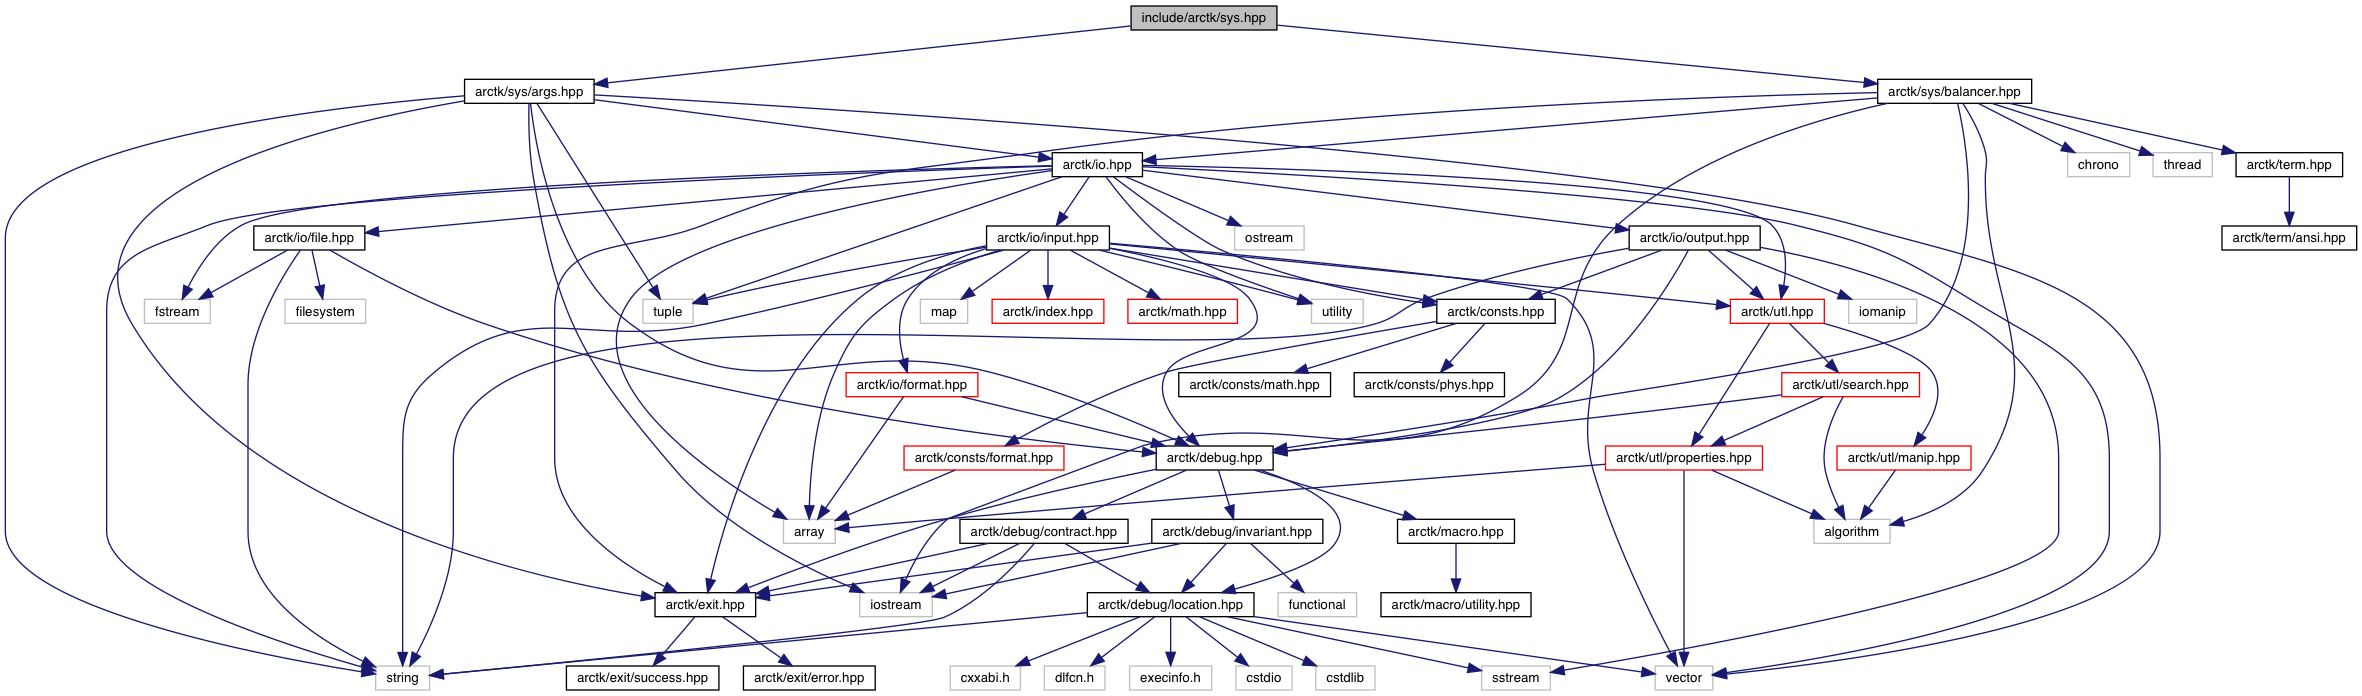 include/arctk/sys.hpp
arctk/sys/args.hpp
arctk/sys/balancer.hpp
arctk/io.hpp
chrono
thread
arctk/term.hpp
arctk/io/file.hpp
arctk/io/input.hpp
ostream
arctk/io/output.hpp
arctk/term/ansi.hpp
fstream
filesystem
tuple
map
arctk/index.hpp
arctk/math.hpp
utility
arctk/consts.hpp
arctk/utl.hpp
iomanip
arctk/io/format.hpp
arctk/consts/math.hpp
arctk/consts/phys.hpp
arctk/utl/search.hpp
arctk/consts/format.hpp
arctk/debug.hpp
arctk/utl/properties.hpp
arctk/utl/manip.hpp
array
arctk/debug/contract.hpp
arctk/debug/invariant.hpp
arctk/macro.hpp
algorithm
arctk/exit.hpp
iostream
arctk/debug/location.hpp
functional
arctk/macro/utility.hpp
string
arctk/exit/success.hpp
arctk/exit/error.hpp
cxxabi.h
dlfcn.h
execinfo.h
cstdio
cstdlib
sstream
vector